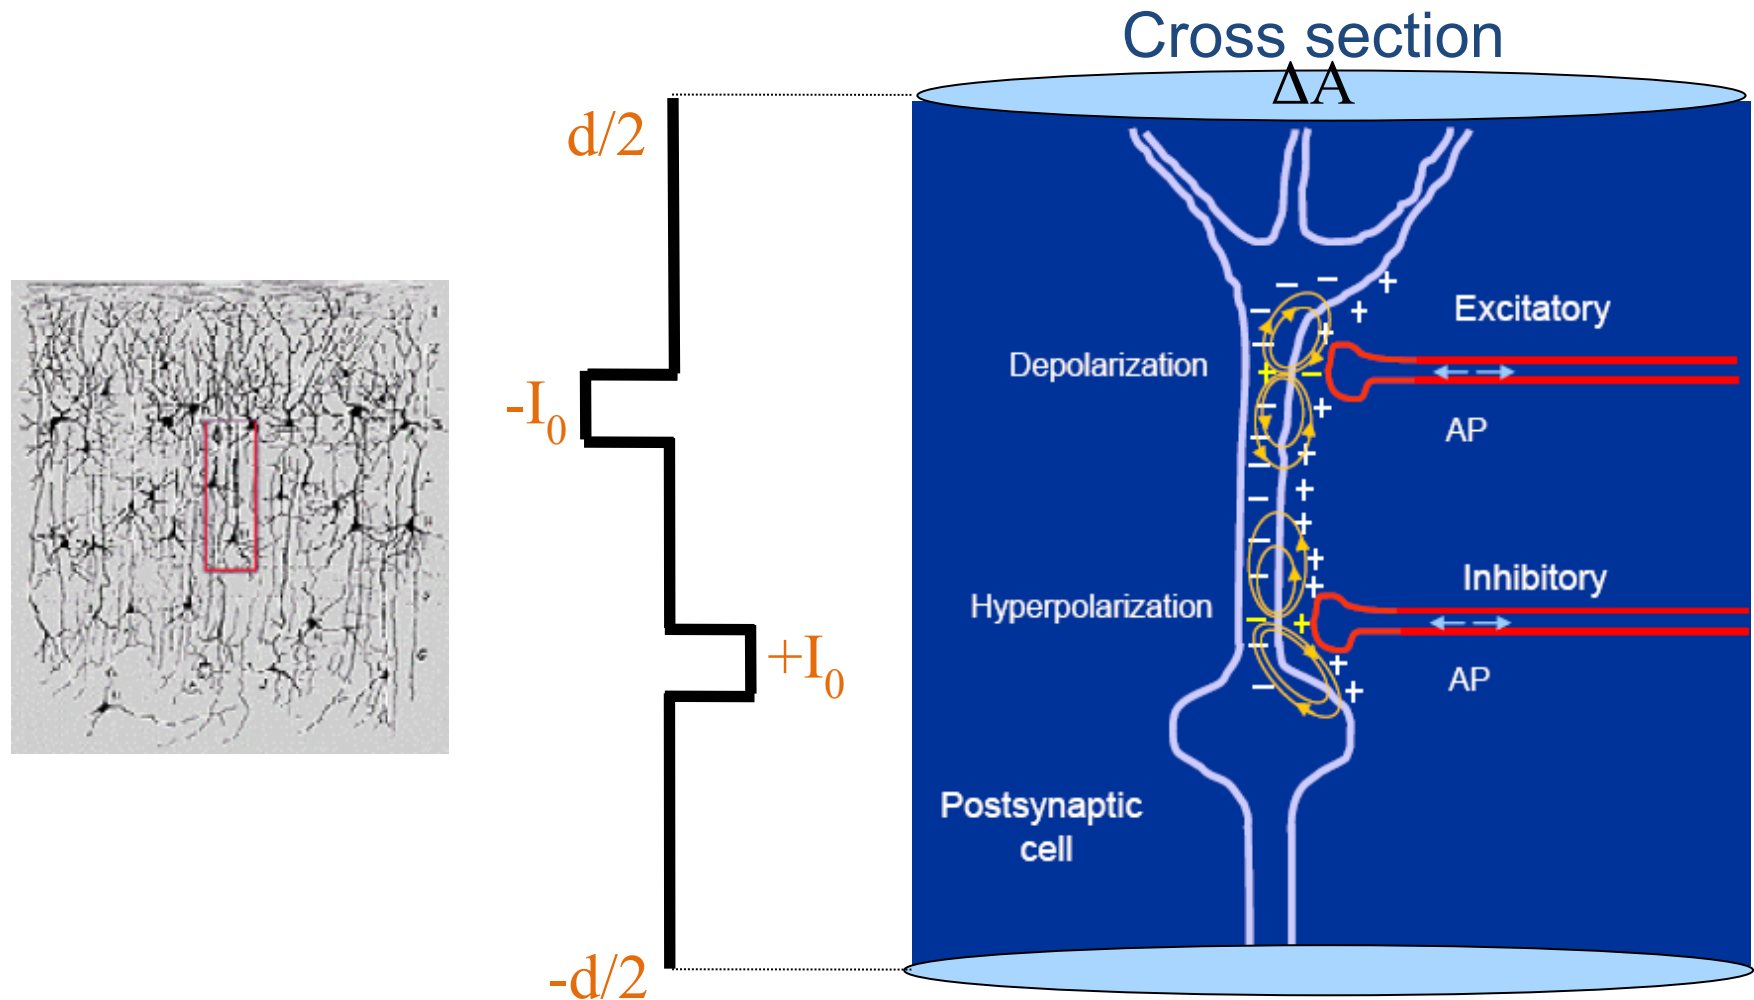 Cross section
ΔA
d/2
-I0
+I0
-d/2
Depolarization
Excitatory
AP
Hyperpolarization
Inhibitory
AP
Postsynaptic
cell